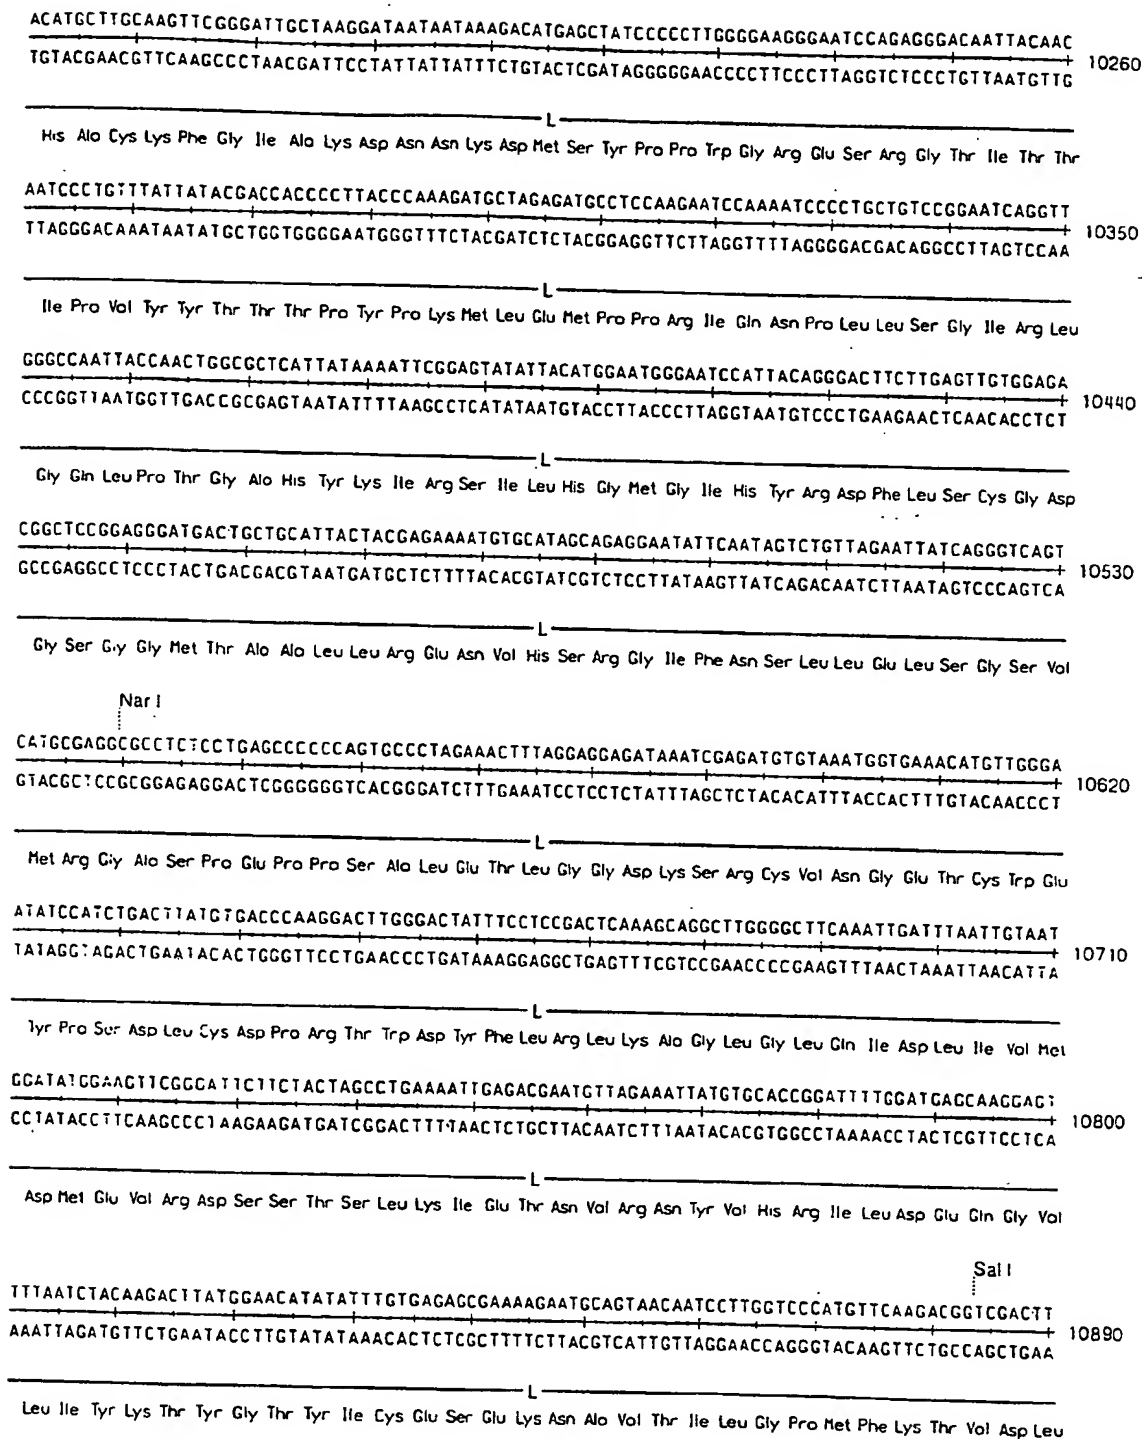 ACATGCTTGCAAGTTCGGGATTGCTAAGGATAATAATAAAGACATGAGCTATCCCCCTTGGGGAAGGGAATCCAGAGGGACAATTACAAC
10260
TGTACGAACGTTCAAGCCCTAACGATTCCTATTATTATTTCTGTACTCGATAGGGGGAACCCCTTCCCTTAGGTCTCCCTGTTAATGTTG
L
His Ala Cys Lys Phe Gly Ile Ala Lys Asp Asn Asn Lys Asp Met Ser Tyr Pro Pro Trp Gly Arg Glu Ser Arg Gly Thr Ile Thr Thr
AATCCCTGTTTATTATACGACCACCCCTTACCCAAAGATGCTAGAGATGCCTCCAAGAATCCAAAATCCCCTGCTGTCCGGAATCAGGTT
10350
TTAGGGACAAATAATATGCTGGTGGGGAATGGGTTTCTACGATCTCTACGGAGGTTCTTAGGTTTTAGGGGACGACAGGCCTTAGTCCAA
L
Ile Pro Val Tyr Tyr Thr Thr Thr Pro Tyr Pro Lys Met Leu Glu Met Pro Pro Arg Ile Gln Asn Pro Leu Leu Ser Gly Ile Arg Leu
GGGCCAATTACCAACTGGCGCTCATTATAAAATTCGGAGTATATTACATGGAATGGGAATCCATTACAGGGACTTCTTGAGTTGTGGAGA
10440
CCCGGTTAATGGTTGACCGCGAGTAATATTTTAAGCCTCATATAATGTACCTTACCCTTAGGTAATGTCCCTGAAGAACTCAACACCTCT
L
Gly Gln Leu Pro Thr Gly Ala His Tyr Lys Ile Arg Ser Ile Leu His Gly Met Gly Ile His Tyr Arg Asp Phe Leu Ser Cys Gly Asp
CGGCTCCGGAGGGATGACTGCTGCATTACTACGAGAAAATGTGCATAGCAGAGGAATATTCAATAGTCTGTTAGAATTATCAGGGTCAGT
10530
GCCGAGGCCTCCCTACTGACGACGTAATGATGCTCTTTTACACGTATCGTCTCCTTATAAGTTATCAGACAATCTTAATAGTCCCAGTCA
L
Gly Ser Gly Gly Met Thr Ala Ala Leu Leu Arg Glu Asn Val His Ser Arg Gly Ile Phe Asn Ser Leu Leu Glu Leu Ser Gly Ser Val
Nar I
CATGCGAGGCGCCTCTCCTGAGCCCCCCAGTGCCCTAGAAACTTTAGGAGGAGATAAATCGAGATGTGTAAATGGTGAAACATGTTGGGA
10620
GTACGCTCCGCGGAGAGGACTCGGGGGGTCACGGGATCTTTGAAATCCTCCTCTATTTAGCTCTACACATTTACCACTTTGTACAACCCT
L
Met Arg Gly Ala Ser Pro Glu Pro Pro Ser Ala Leu Glu Thr Leu Gly Gly Asp Lys Ser Arg Cys Val Asn Gly Glu Thr Cys Trp Glu
ATATCCATCTGACTTATGTGACCCAAGGACTTGGGACTATTTCCTCCGACTCAAAGCAGGCTTGGGGCTTCAAATTGATTTAATTGTAAT
10710
TATAGGTAGACTGAATACACTGGGTTCCTGAACCCTGATAAAGGAGGCTGAGTTTCGTCCGAACCCCGAAGTTTAACTAAATTAACATTA
L
Tyr Pro Ser Asp Leu Cys Asp Pro Arg Thr Trp Asp Tyr Phe Leu Arg Leu Lys Ala Gly Leu Gly Leu Gln Ile Asp Leu Ile Val Met
GGATATGGAAGTTCGGGATTCTTCTACTAGCCTGAAAATTGAGACGAATGTTAGAAATTATGTGCACCGGATTTTGGATGAGCAAGGAGT
10800
CCTATACCTTCAAGCCCTAAGAAGATGATCGGACTTTTAACTCTGCTTACAATCTTTAATACACGTGGCCTAAAACCTACTCGTTCCTCA
L
Asp Met Glu Val Arg Asp Ser Ser Thr Ser Leu Lys Ile Glu Thr Asn Val Arg Asn Tyr Val His Arg Ile Leu Asp Glu Gln Gly Val
Sal I
TTTAATCTACAAGACTTATGGAACATATATTTGTGAGAGCGAAAAGAATGCAGTAACAATCCTTGGTCCCATGTTCAAGACGGTCGACTT
10890
AAATTAGATGTTCTGAATACCTTGTATATAAACACTCTCGCTTTTCTTACGTCATTGTTAGGAACCAGGGTACAAGTTCTGCCAGCTGAA
L
Leu Ile Tyr Lys Thr Tyr Gly Thr Tyr Ile Cys Glu Ser Glu Lys Asn Ala Val Thr Ile Leu Gly Pro Met Phe Lys Thr Val Asp Leu